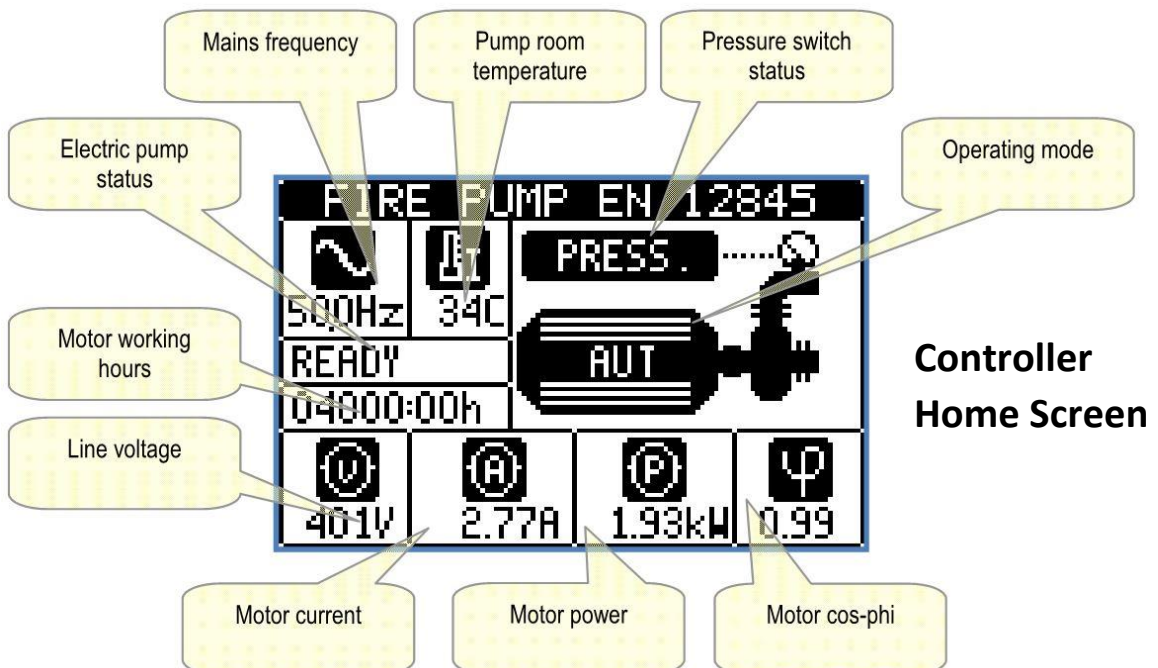 Mains frequency
Pump room
temperature
Pressure switch
status
Electric pump
status
Operating mode
FIRE PUMP EN 12845
PRESS.
50,0Hz
34C
Motor working
hours
READY
AUT
04000:00h
Controller
Home Screen
Line voltage
V
A
P
φ
401V
2.77A
1.93kW
0.99
Motor current
Motor power
Motor cos-phi